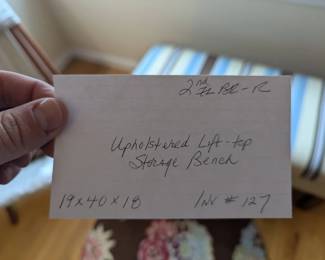 2nd Fl BR-R
Upholstered Lift-top
Storage Bench
19x40x18 Inv # 127